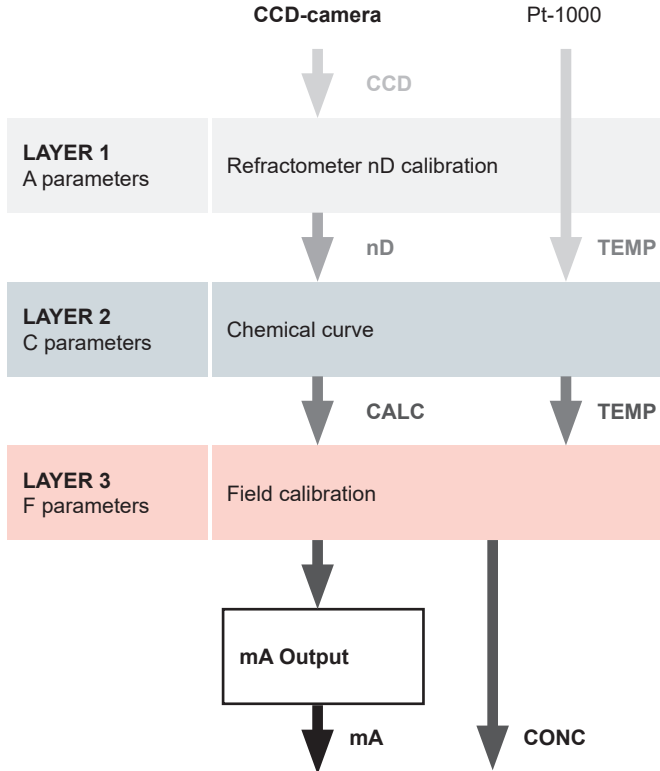 CCD-camera
Pt-1000
CCD
LAYER 1
A parameters
Refractometer nD calibration
nD
TEMP
LAYER 2
C parameters
Chemical curve
CALC
TEMP
LAYER 3
F parameters
Field calibration
mA Output
mA
CONC